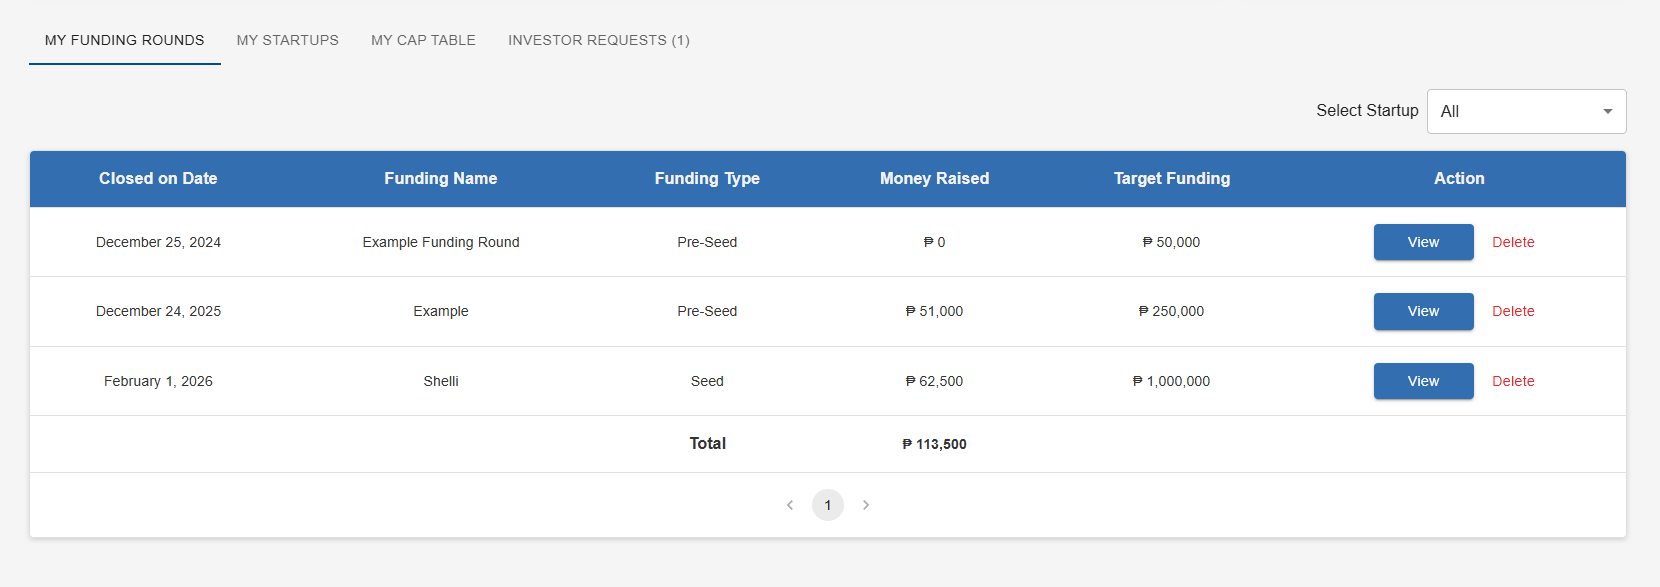 MY FUNDING ROUNDS MY STARTUPS MY CAP TABLE INVESTOR REQUESTS (1)
Select Startup All
Closed on Date Funding Name Funding Type Money Raised Target Funding Action
December 25, 2024 Example Funding Round Pre-Seed ₱ 0 ₱ 50,000 View Delete
December 24, 2025 Example Pre-Seed ₱ 51,000 ₱ 250,000 View Delete
February 1, 2026 Shelli Seed ₱ 62,500 ₱ 1,000,000 View Delete
Total ₱ 113,500
1